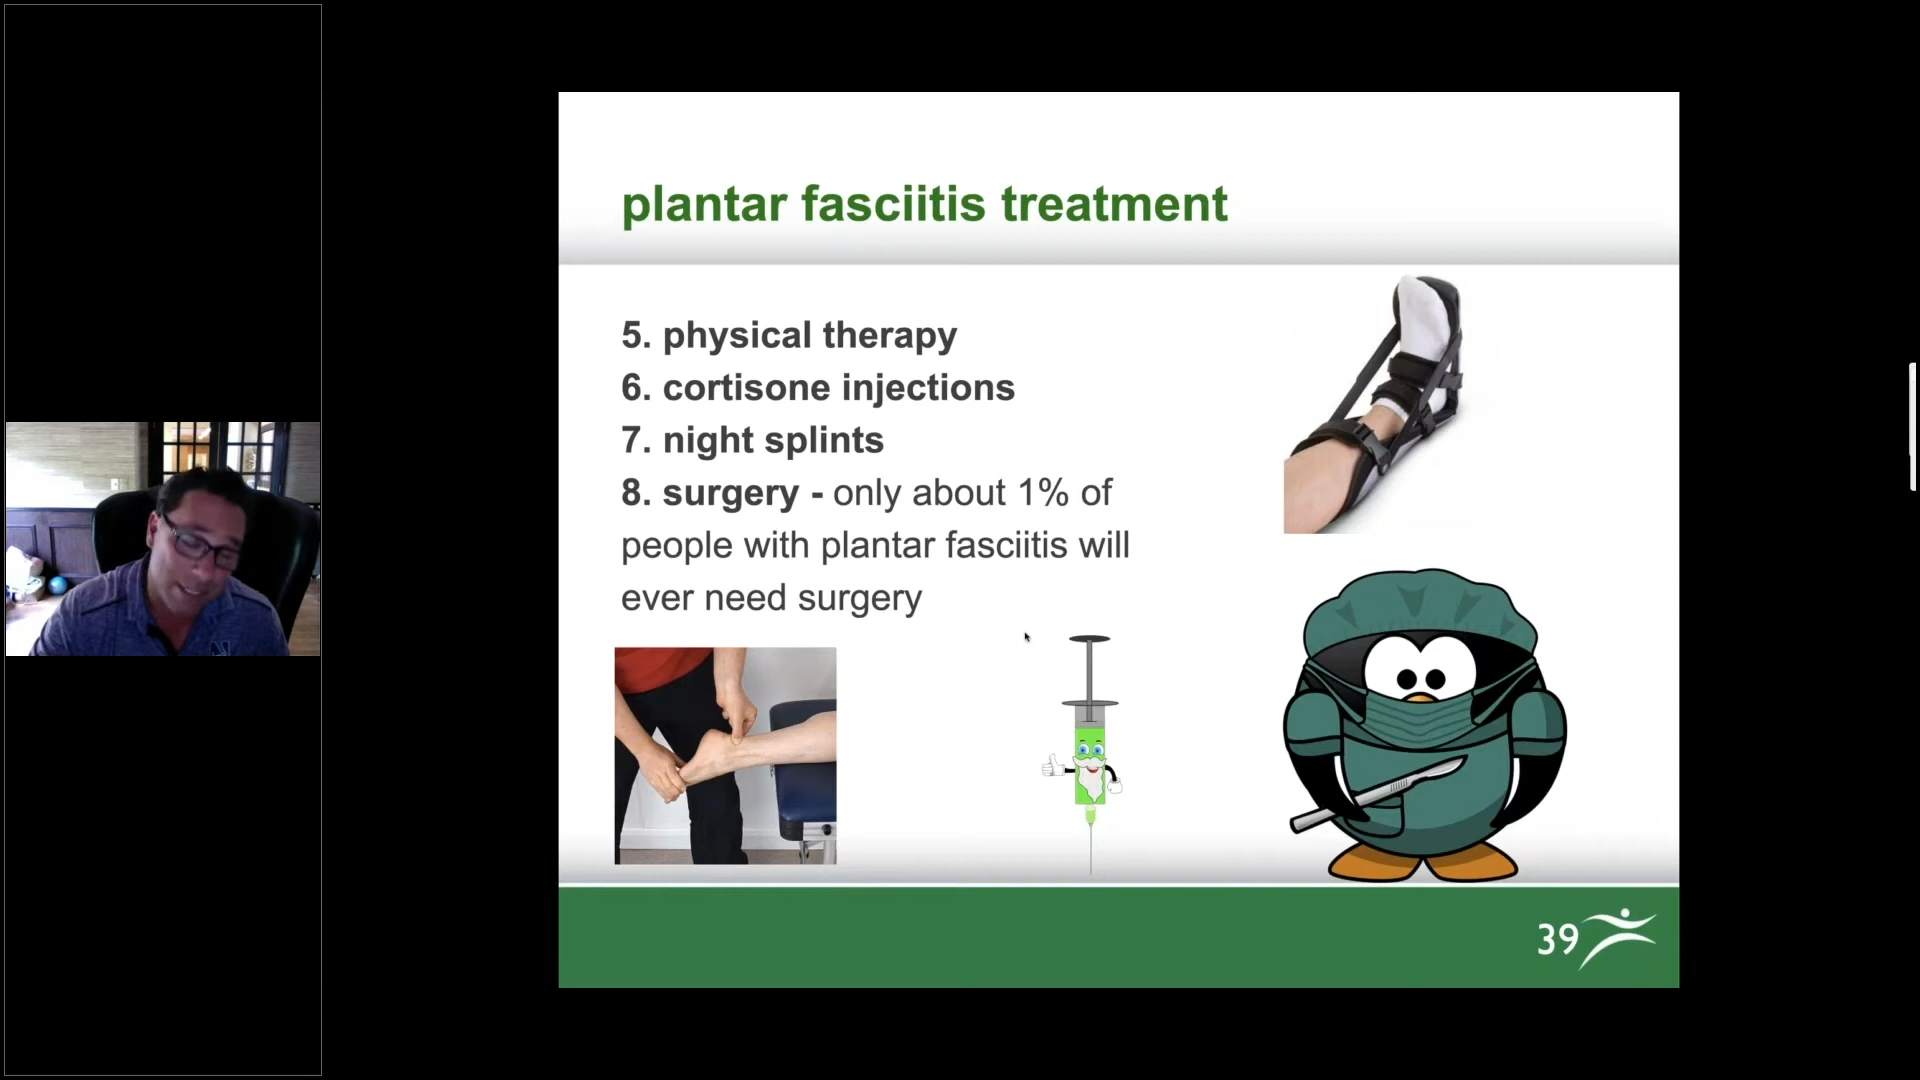 plantar fasciitis treatment
5. physical therapy
6. cortisone injections
7. night splints
8. surgery - only about 1% of
people with plantar fasciitis will
ever need surgery
39